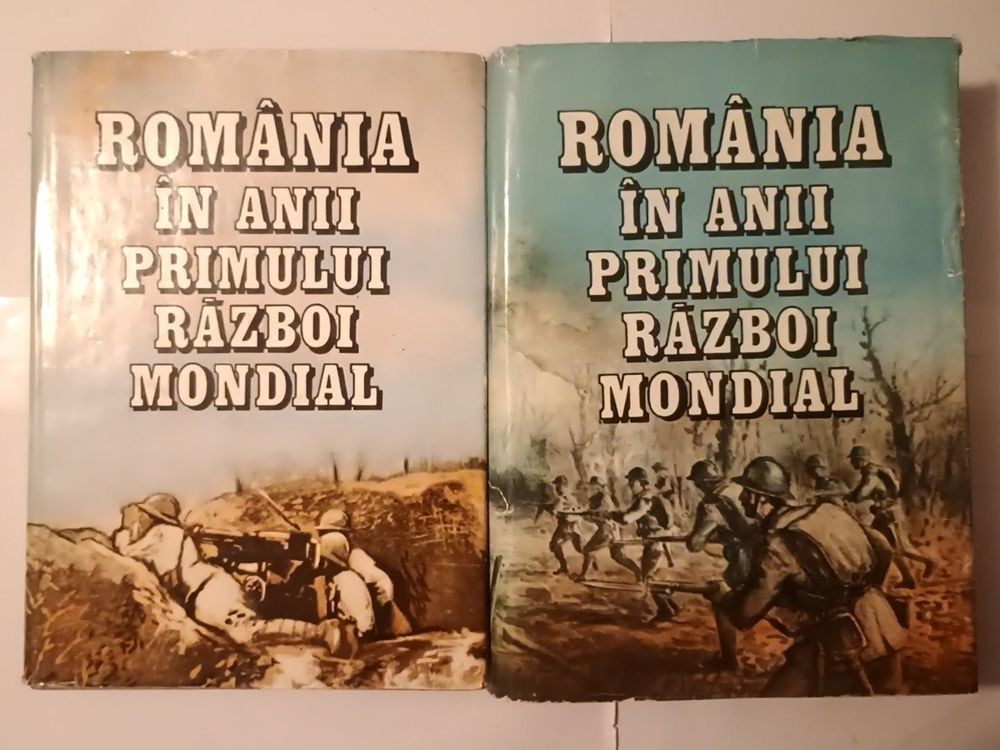 ROMÂNIA
ÎN ANII
PRIMULUI
RĂZBOI
MONDIAL
ROMÂNIA
ÎN ANII
PRIMULUI
RĂZBOI
MONDIAL